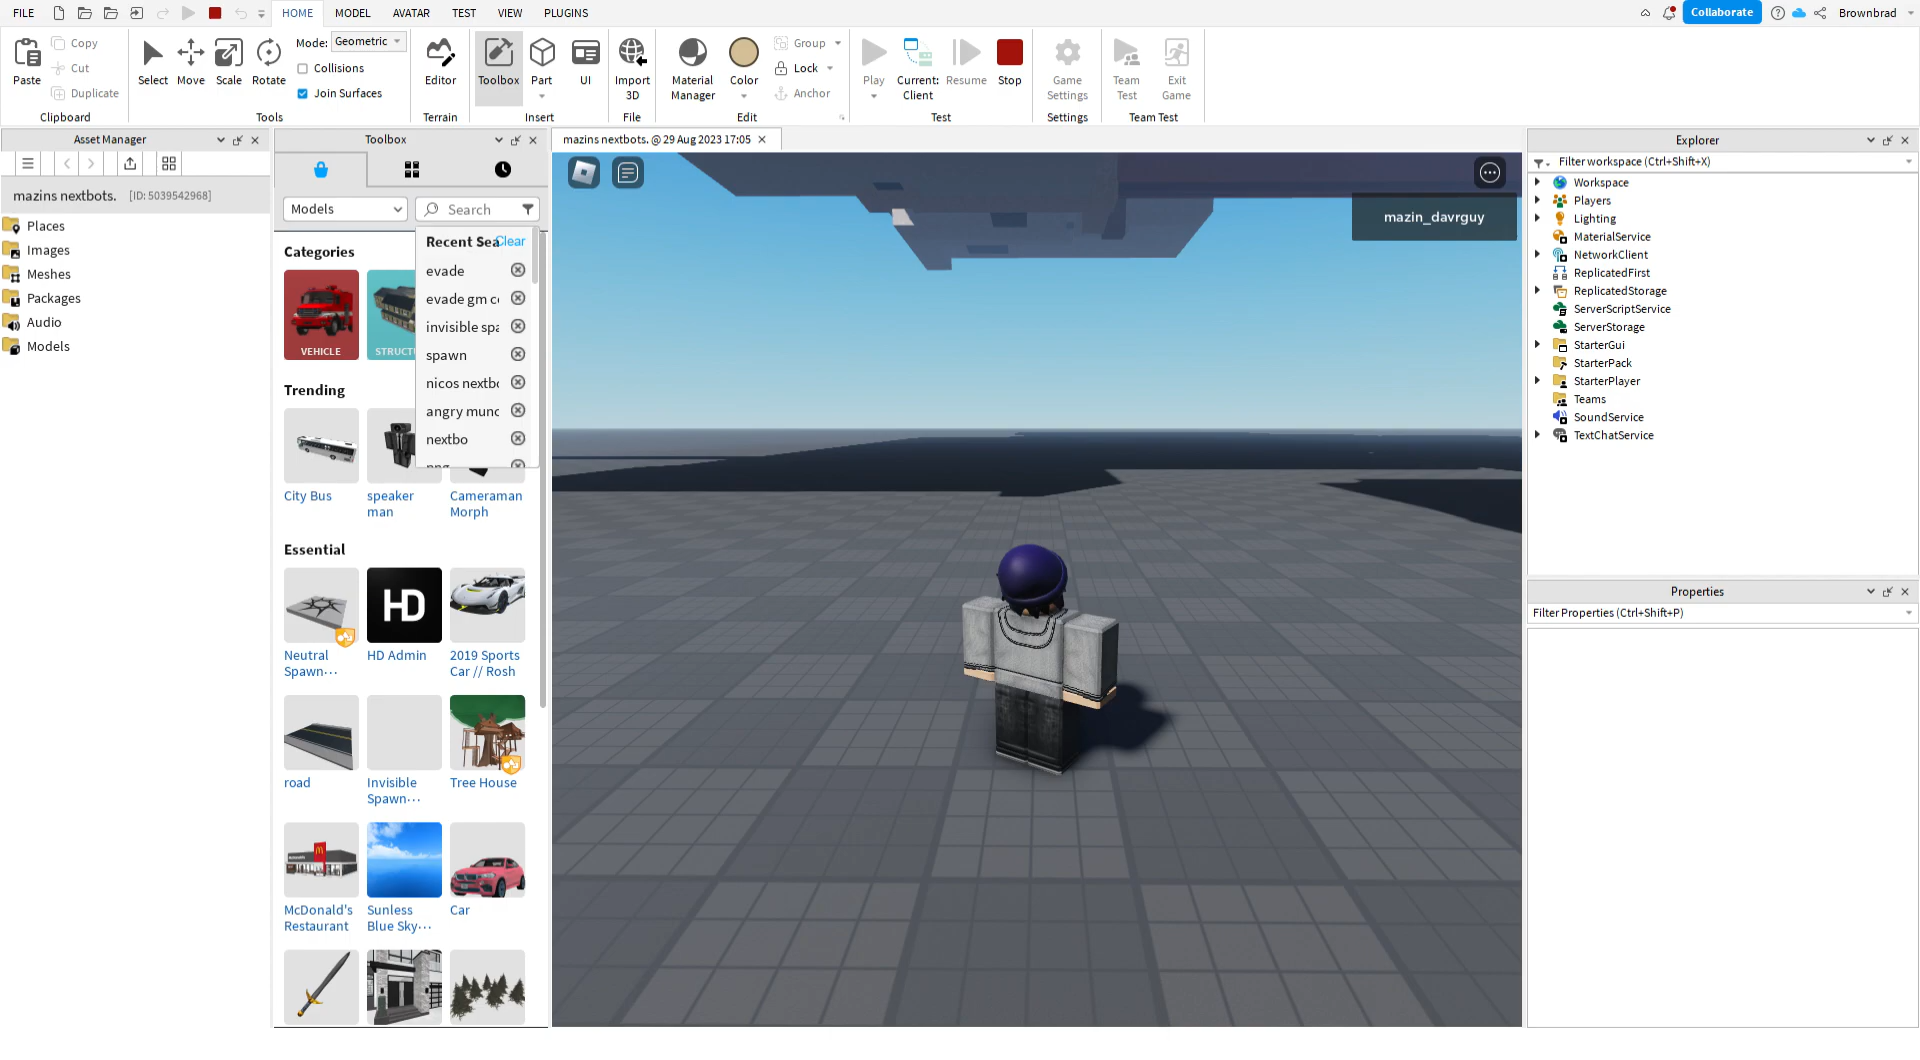 FILE
HOME
MODEL
AVATAR
TEST
VIEW
PLUGINS
Collaborate
Brownbrad
Paste
Copy
Cut
Duplicate
Clipboard
Select
Move
Scale
Rotate
Mode: Geometric
Collisions
Join Surfaces
Tools
Editor
Terrain
Toolbox
Part
UI
Insert
Import
3D
File
Material
Manager
Color
Group
Lock
Anchor
Edit
Play
Current:
Client
Resume
Stop
Test
Game
Settings
Settings
Team
Test
Exit
Game
Team Test
Asset Manager
mazins nextbots. [ID: 5039542968]
Places
Images
Meshes
Packages
Audio
Models
Toolbox
Models
Search
Recent Sea
Clear
evade
evade gm c
invisible spa
spawn
nicos nextb
angry munc
nextbo
Categories
VEHICLE
STRUCT
Trending
City Bus
speaker
man
Cameraman
Morph
Essential
Neutral
Spawn...
HD
HD Admin
2019 Sports
Car // Rosh
road
Invisible
Spawn...
Tree House
McDonald's
Restaurant
Sunless
Blue Sky...
Car
mazins nextbots. @ 29 Aug 2023 17:05
mazin_davrguy
Explorer
Filter workspace (Ctrl+Shift+X)
Workspace
Players
Lighting
MaterialService
NetworkClient
ReplicatedFirst
ReplicatedStorage
ServerScriptService
ServerStorage
StarterGui
StarterPack
StarterPlayer
Teams
SoundService
TextChatService
Properties
Filter Properties (Ctrl+Shift+P)